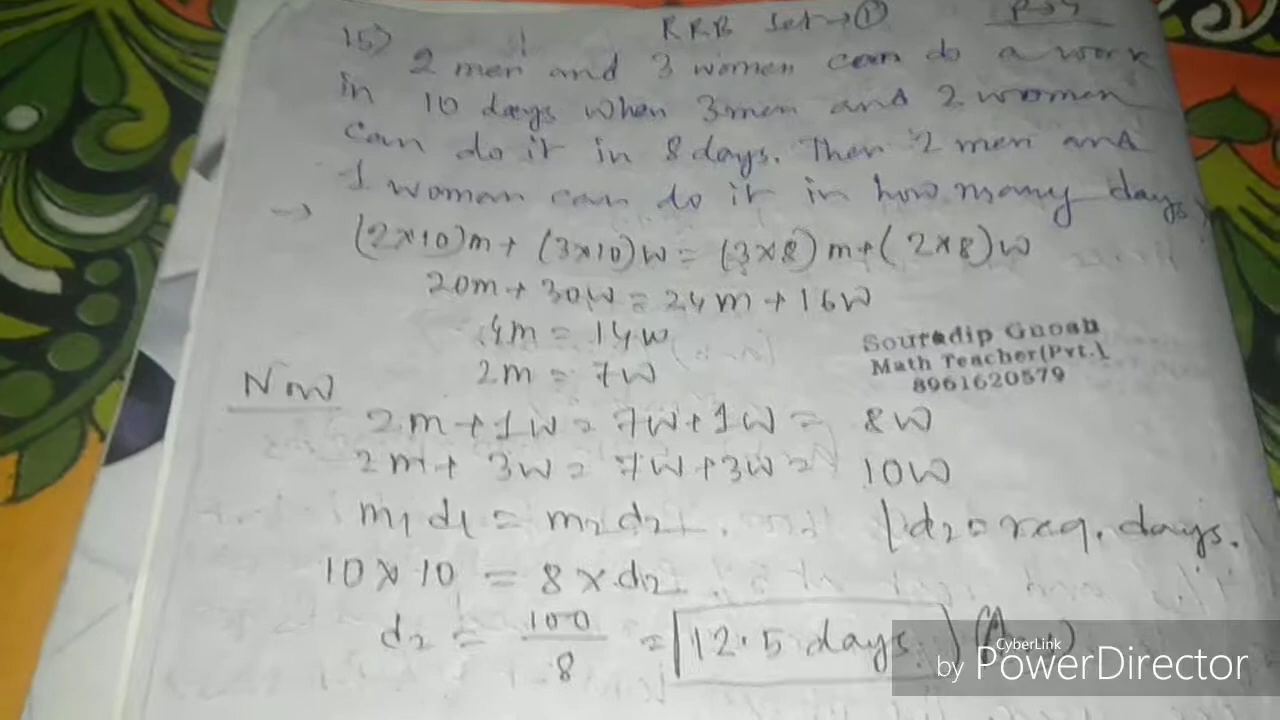 RRB Set → ①
15)
2 men and 3 women can do a work
in 10 days when 3 men and 2 women
can do it in 8 days. Then 2 men and
1 woman can do it in how many days
→ (2×10)m + (3×10)w = (3×8)m + (2×8)w
20m + 30w = 24m + 16w
4m = 14w
2m = 7w
Souradip Ghosh
Math Teacher(Pvt.)
8961620579
Now
2m + 1w = 7w + 1w = 8w
2m + 3w = 7w + 3w = 10w
m₁d₁ = m₂d₂ | d₂ = req. days.
10 × 10 = 8 × d₂
d₂ = 100/8 = 12.5 days. (Ans)
CyberLink
by PowerDirector